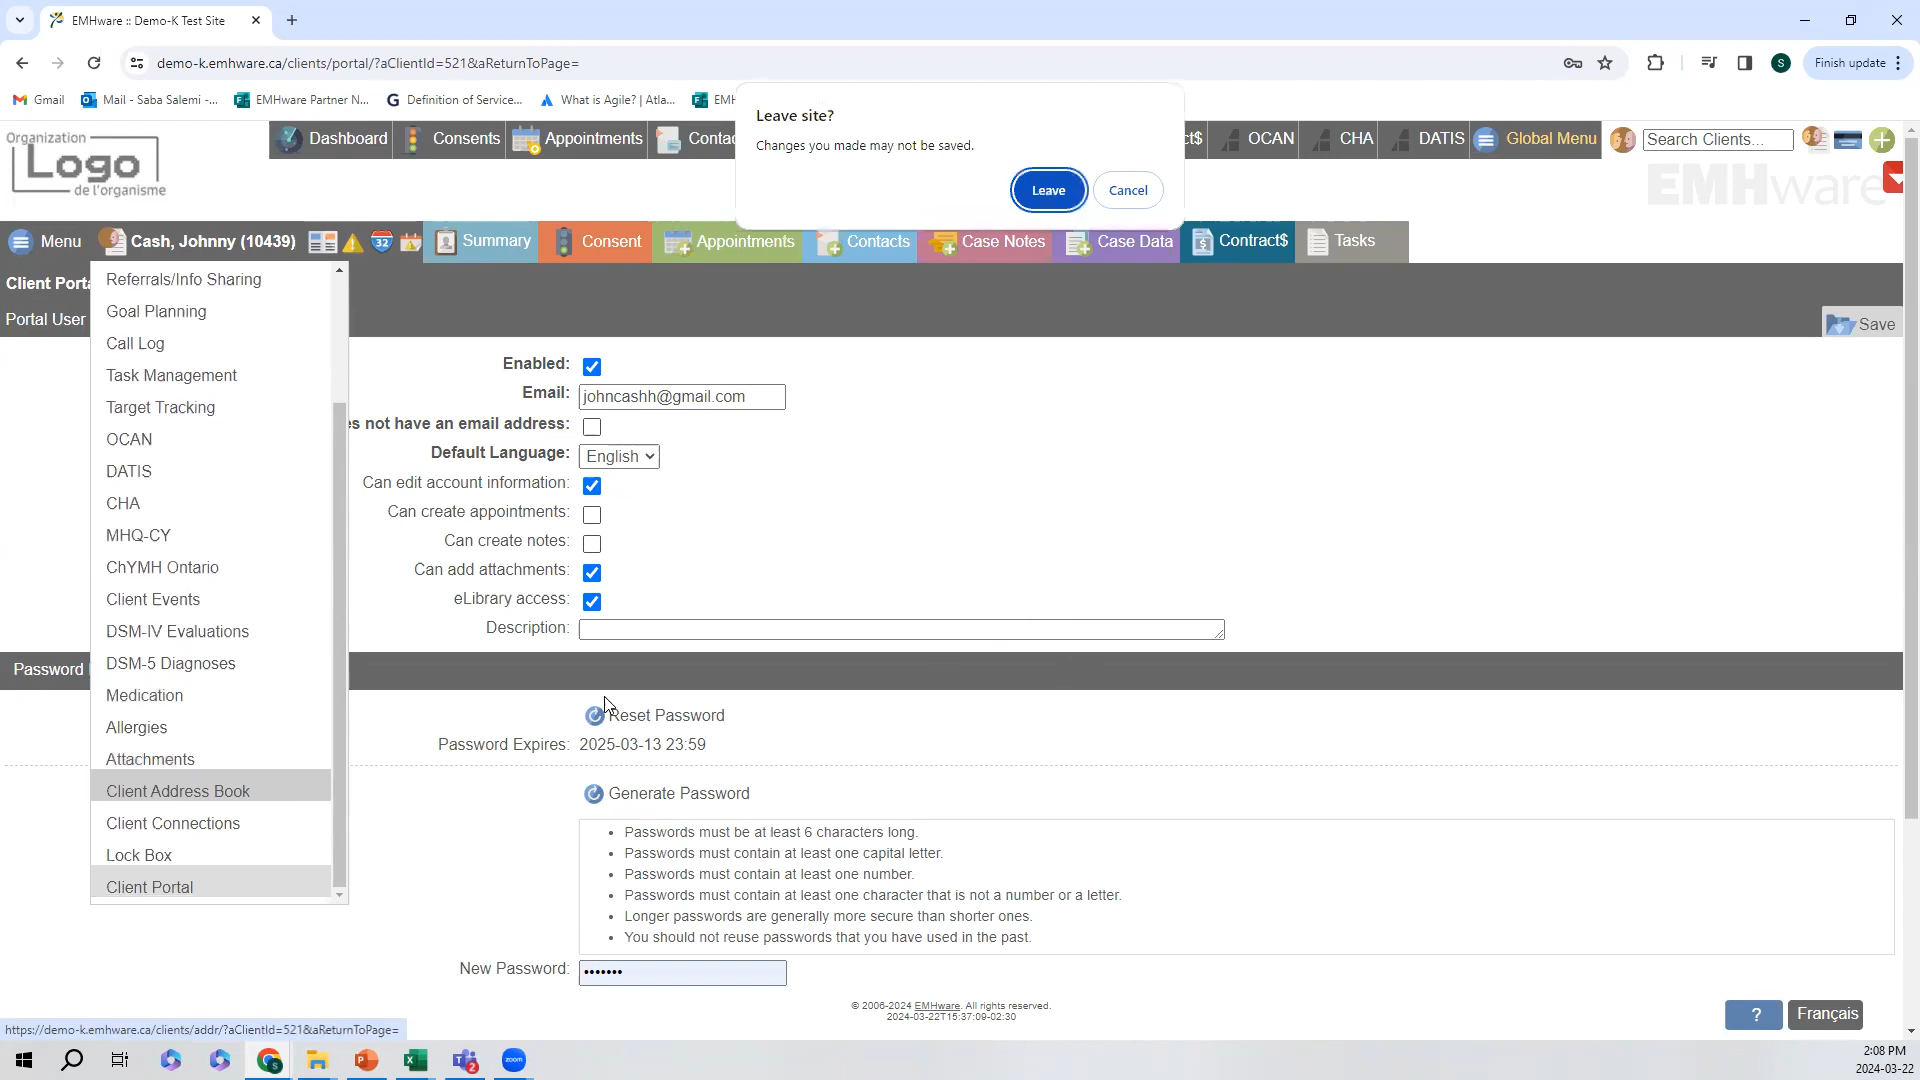 EMHware :: Demo-K Test Site
demo-k.emhware.ca/clients/portal/?aClientId=521&aReturnToPage=
Finish update
S
Gmail
Mail - Saba Salemi -...
EMHware Partner N...
Definition of Service...
What is Agile? | Atla...
EMH
Leave site?
Changes you made may not be saved.
Leave
Cancel
Organization
Logo
de l'organisme
Dashboard
Consents
Appointments
Contac
ct$
OCAN
CHA
DATIS
Global Menu
Search Clients...
EMHware
Menu
Cash, Johnny (10439)
32
Summary
Consent
Appointments
Contacts
Case Notes
Case Data
Contract$
Tasks
Client Porta
Portal User
Save
Referrals/Info Sharing
Goal Planning
Call Log
Task Management
Target Tracking
OCAN
DATIS
CHA
MHQ-CY
ChYMH Ontario
Client Events
DSM-IV Evaluations
DSM-5 Diagnoses
Medication
Allergies
Attachments
Client Address Book
Client Connections
Lock Box
Client Portal
Enabled:
Email: johncashh@gmail.com
es not have an email address:
Default Language: English
Can edit account information:
Can create appointments:
Can create notes:
Can add attachments:
eLibrary access:
Description:
Password
Reset Password
Password Expires: 2025-03-13 23:59
Generate Password
• Passwords must be at least 6 characters long.
• Passwords must contain at least one capital letter.
• Passwords must contain at least one number.
• Passwords must contain at least one character that is not a number or a letter.
• Longer passwords are generally more secure than shorter ones.
• You should not reuse passwords that you have used in the past.
New Password: •••••••
© 2006-2024 EMHware. All rights reserved.
2024-03-22T15:37:09-02:30
?
Français
https://demo-k.emhware.ca/clients/addr/?aClientId=521&aReturnToPage=
zoom
2
2:08 PM
2024-03-22